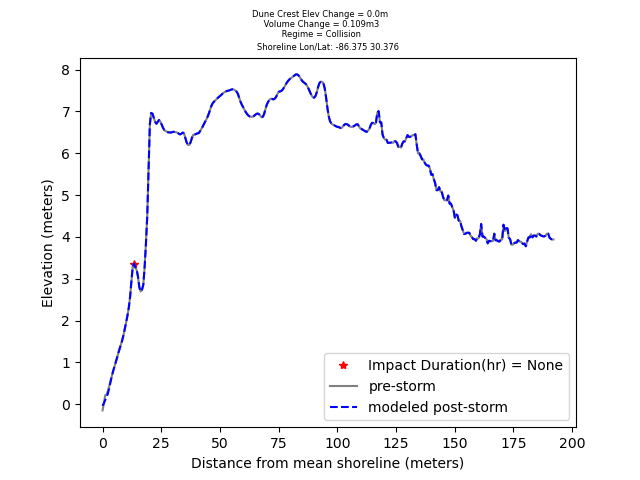 Dune Crest Elev Change = 0.0m
Volume Change = 0.109m3
Regime = Collision
Shoreline Lon/Lat: -86.375 30.376
8
7
6
5
4
3
2
1
0
Elevation (meters)
Impact Duration(hr) = None
pre-storm
modeled post-storm
0 25 50 75 100 125 150 175 200
Distance from mean shoreline (meters)